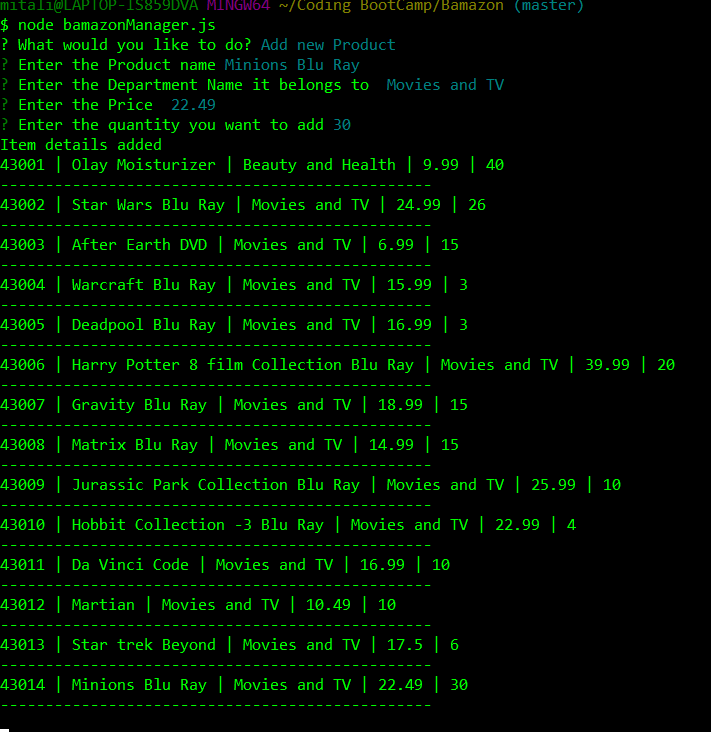 mitali@LAPTOP-IS859DVA MINGW64 ~/Coding BootCamp/Bamazon (master)
$ node bamazonManager.js
? What would you like to do? Add new Product
? Enter the Product name Minions Blu Ray
? Enter the Department Name it belongs to  Movies and TV
? Enter the Price  22.49
? Enter the quantity you want to add 30
Item details added
43001 | Olay Moisturizer | Beauty and Health | 9.99 | 40
------------------------------------------------
43002 | Star Wars Blu Ray | Movies and TV | 24.99 | 26
------------------------------------------------
43003 | After Earth DVD | Movies and TV | 6.99 | 15
------------------------------------------------
43004 | Warcraft Blu Ray | Movies and TV | 15.99 | 3
------------------------------------------------
43005 | Deadpool Blu Ray | Movies and TV | 16.99 | 3
------------------------------------------------
43006 | Harry Potter 8 film Collection Blu Ray | Movies and TV | 39.99 | 20
------------------------------------------------
43007 | Gravity Blu Ray | Movies and TV | 18.99 | 15
------------------------------------------------
43008 | Matrix Blu Ray | Movies and TV | 14.99 | 15
------------------------------------------------
43009 | Jurassic Park Collection Blu Ray | Movies and TV | 25.99 | 10
------------------------------------------------
43010 | Hobbit Collection -3 Blu Ray | Movies and TV | 22.99 | 4
------------------------------------------------
43011 | Da Vinci Code | Movies and TV | 16.99 | 10
------------------------------------------------
43012 | Martian | Movies and TV | 10.49 | 10
------------------------------------------------
43013 | Star trek Beyond | Movies and TV | 17.5 | 6
------------------------------------------------
43014 | Minions Blu Ray | Movies and TV | 22.49 | 30
------------------------------------------------